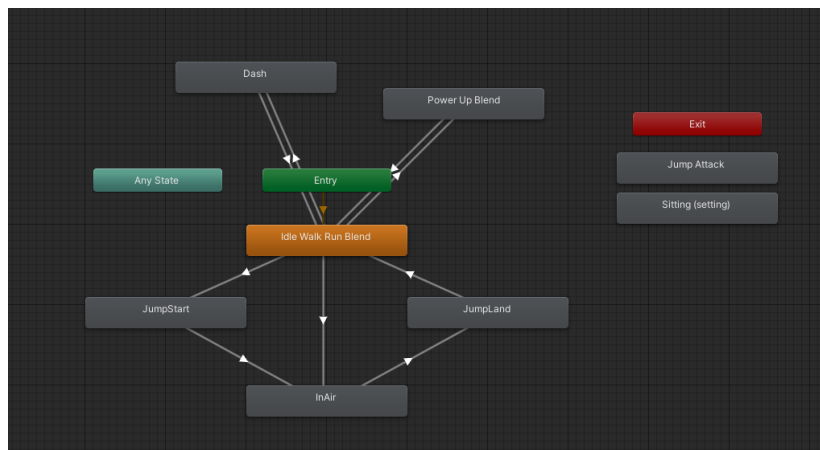 Dash
Power Up Blend
Exit
Jump Attack
Any State
Entry
Sitting (setting)
Idle Walk Run Blend
JumpStart
JumpLand
InAir